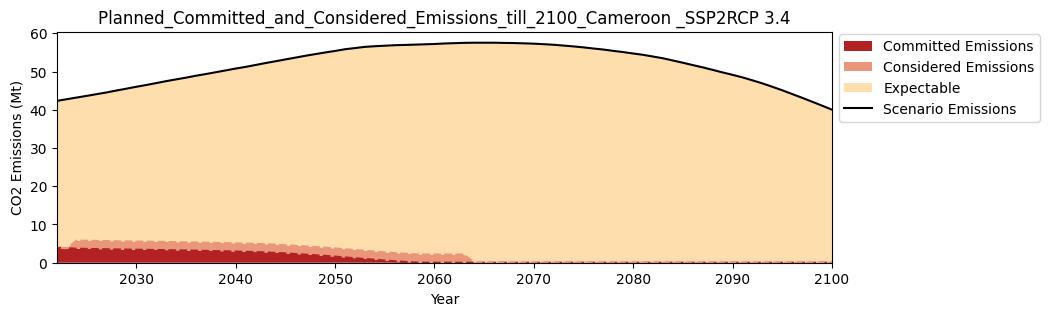 Planned_Committed_and_Considered_Emissions_till_2100_Cameroon _SSP2RCP 3.4
60
50
40
30
20
10
0
CO2 Emissions (Mt)
2030 2040 2050 2060 2070 2080 2090 2100
Year
Committed Emissions
Considered Emissions
Expectable
Scenario Emissions